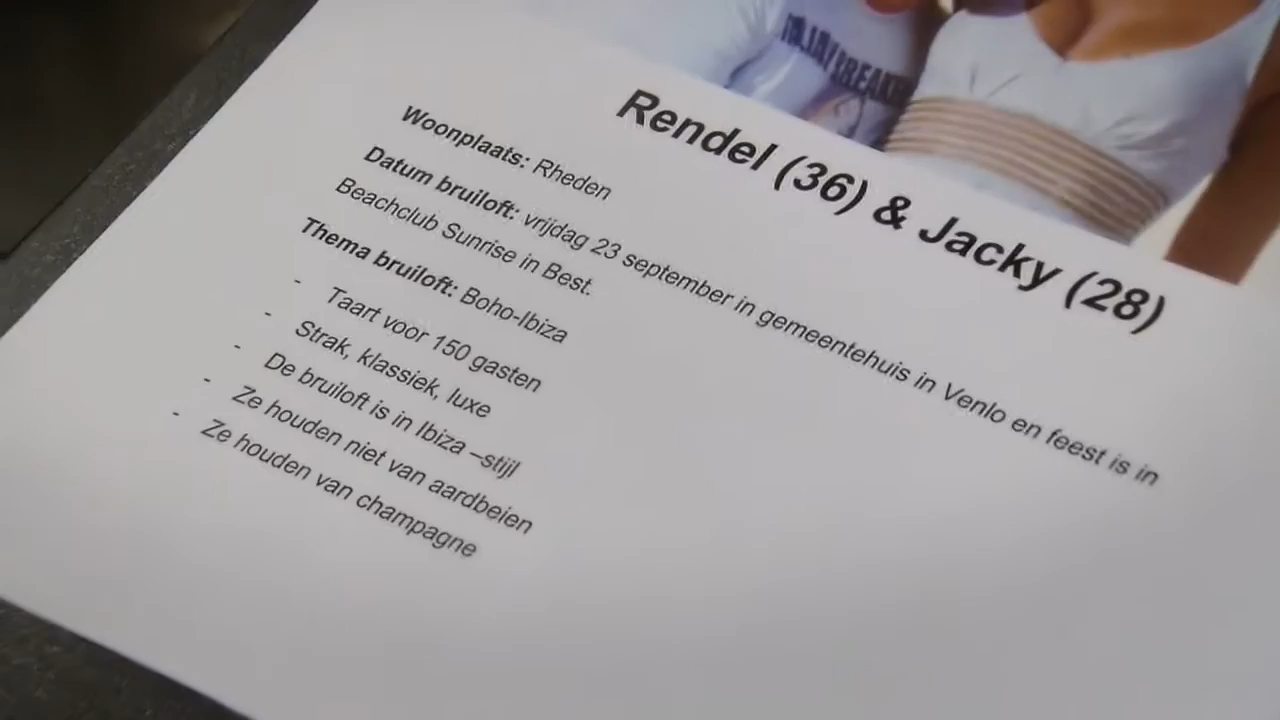 Rendel (36) & Jacky (28)
Woonplaats: Rheden
Datum bruiloft: vrijdag 23 september in gemeentehuis in Venlo en feest is in
Beachclub Sunrise in Best.
Thema bruiloft: Boho-Ibiza
- Taart voor 150 gasten
- Strak, klassiek, luxe
- De bruiloft is in Ibiza –stijl
- Ze houden niet van aardbeien
- Ze houden van champagne